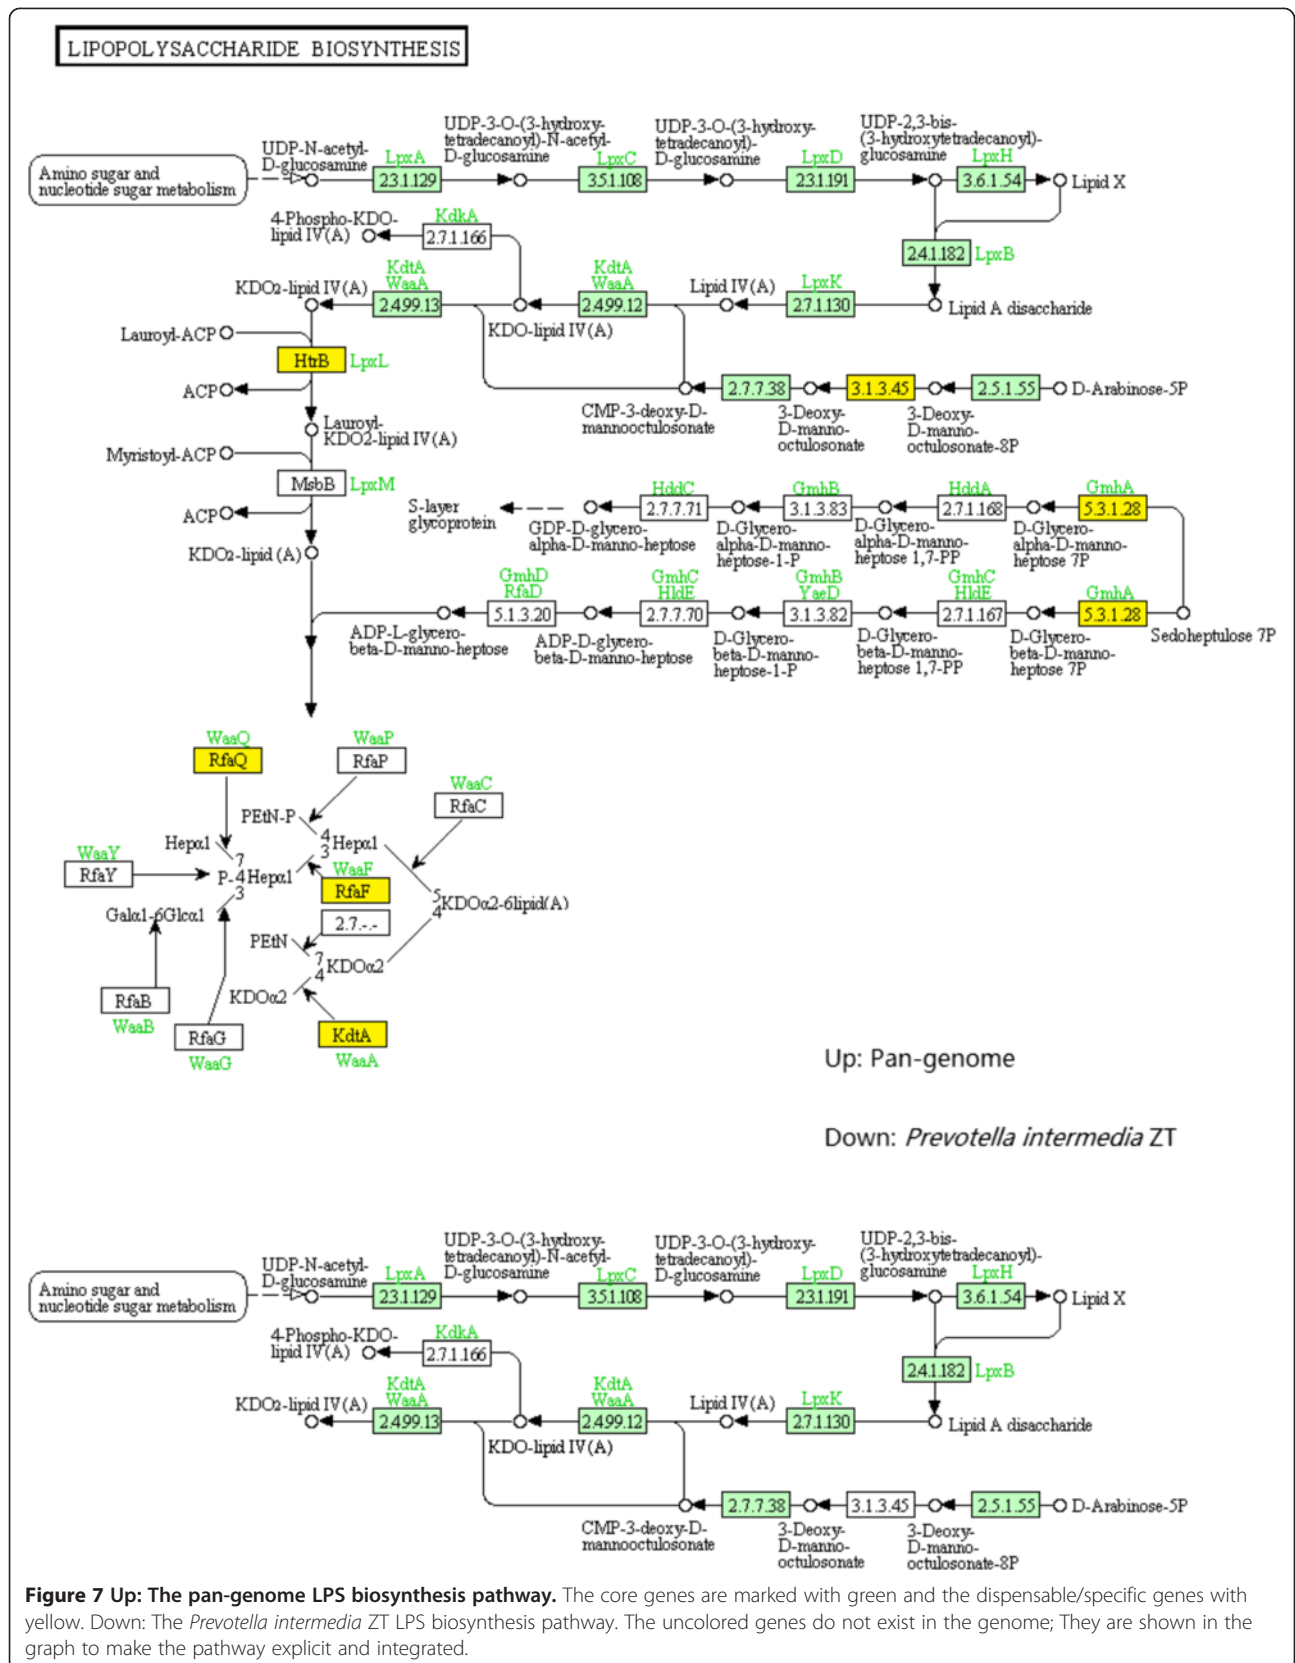 LIPOPOLYSACCHARIDE BIOSYNTHESIS
UDP-N-acetyl-
D-glucosamine
UDP-3-O-(3-hydroxy-
tetradecanoyl)-N-acetyl-
D-glucosamine
UDP-3-O-(3-hydroxy-
tetradecanoyl)-
D-glucosamine
UDP-2,3-bis-
(3-hydroxytetradecanoyl)-
glucosamine
Amino sugar and
nucleotide sugar metabolism
LpxA
2.3.1.129
LpxC
3.5.1.108
LpxD
2.3.1.191
LpxH
3.6.1.54
Lipid X
4-Phospho-KDO-
lipid IV(A)
KdkA
2.7.1.166
2.4.1.182
LpxB
KDO2-lipid IV(A)
KdtA
WaaA
2.4.99.13
KdtA
WaaA
2.4.99.12
KDO-lipid IV(A)
Lipid IV(A)
LpxK
2.7.1.130
Lipid A disaccharide
Lauroyl-ACP
HtrB
LpxL
ACP
Lauroyl-
KDO2-lipid IV(A)
2.7.7.38
3.1.3.45
2.5.1.55
D-Arabinose-5P
CMP-3-deoxy-D-
mannooctulosonate
3-Deoxy-
D-manno-
octulosonate
3-Deoxy-
D-manno-
octulosonate-8P
Myristoyl-ACP
MsbB
LpxM
ACP
KDO2-lipid (A)
S-layer
glycoprotein
HddC
2.7.7.71
GmhB
3.1.3.83
HddA
2.7.1.168
GmhA
5.3.1.28
GDP-D-glycero-
alpha-D-manno-heptose
D-Glycero-
alpha-D-manno-
heptose-1-P
D-Glycero-
alpha-D-manno-
heptose 1,7-PP
D-Glycero-
alpha-D-manno-
heptose 7P
GmhD
RfaD
5.1.3.20
GmhC
HldE
2.7.7.70
GmhB
YaeD
3.1.3.82
GmhC
HldE
2.7.1.167
GmhA
5.3.1.28
Sedoheptulose 7P
ADP-L-glycero-
beta-D-manno-heptose
ADP-D-glycero-
beta-D-manno-heptose
D-Glycero-
beta-D-manno-
heptose-1-P
D-Glycero-
beta-D-manno-
heptose 1,7-PP
D-Glycero-
beta-D-manno-
heptose 7P
WaaQ
RfaQ
WaaP
RfaP
WaaC
RfaC
PEtN-P
4
Hepα1
7
3
Hepα1
WaaY
RfaY
P-4
Hepα1
3
WaaF
RfaF
Galα1-6Glcα1
2.7.-.-
5
4
KDOα2-6lipid(A)
PEtN
7
4
KDOα2
KDOα2
RfaB
WaaB
RfaG
WaaG
KdtA
WaaA
Up: Pan-genome
Down: Prevotella intermedia ZT
UDP-N-acetyl-
D-glucosamine
UDP-3-O-(3-hydroxy-
tetradecanoyl)-N-acetyl-
D-glucosamine
UDP-3-O-(3-hydroxy-
tetradecanoyl)-
D-glucosamine
UDP-2,3-bis-
(3-hydroxytetradecanoyl)-
glucosamine
Amino sugar and
nucleotide sugar metabolism
LpxA
2.3.1.129
LpxC
3.5.1.108
LpxD
2.3.1.191
LpxH
3.6.1.54
Lipid X
4-Phospho-KDO-
lipid IV(A)
KdkA
2.7.1.166
2.4.1.182
LpxB
KDO2-lipid IV(A)
KdtA
WaaA
2.4.99.13
KdtA
WaaA
2.4.99.12
KDO-lipid IV(A)
Lipid IV(A)
LpxK
2.7.1.130
Lipid A disaccharide
2.7.7.38
3.1.3.45
2.5.1.55
D-Arabinose-5P
CMP-3-deoxy-D-
mannooctulosonate
3-Deoxy-
D-manno-
octulosonate
3-Deoxy-
D-manno-
octulosonate-8P
Figure 7 Up: The pan-genome LPS biosynthesis pathway. The core genes are marked with green and the dispensable/specific genes with
yellow. Down: The Prevotella intermedia ZT LPS biosynthesis pathway. The uncolored genes do not exist in the genome; They are shown in the
graph to make the pathway explicit and integrated.